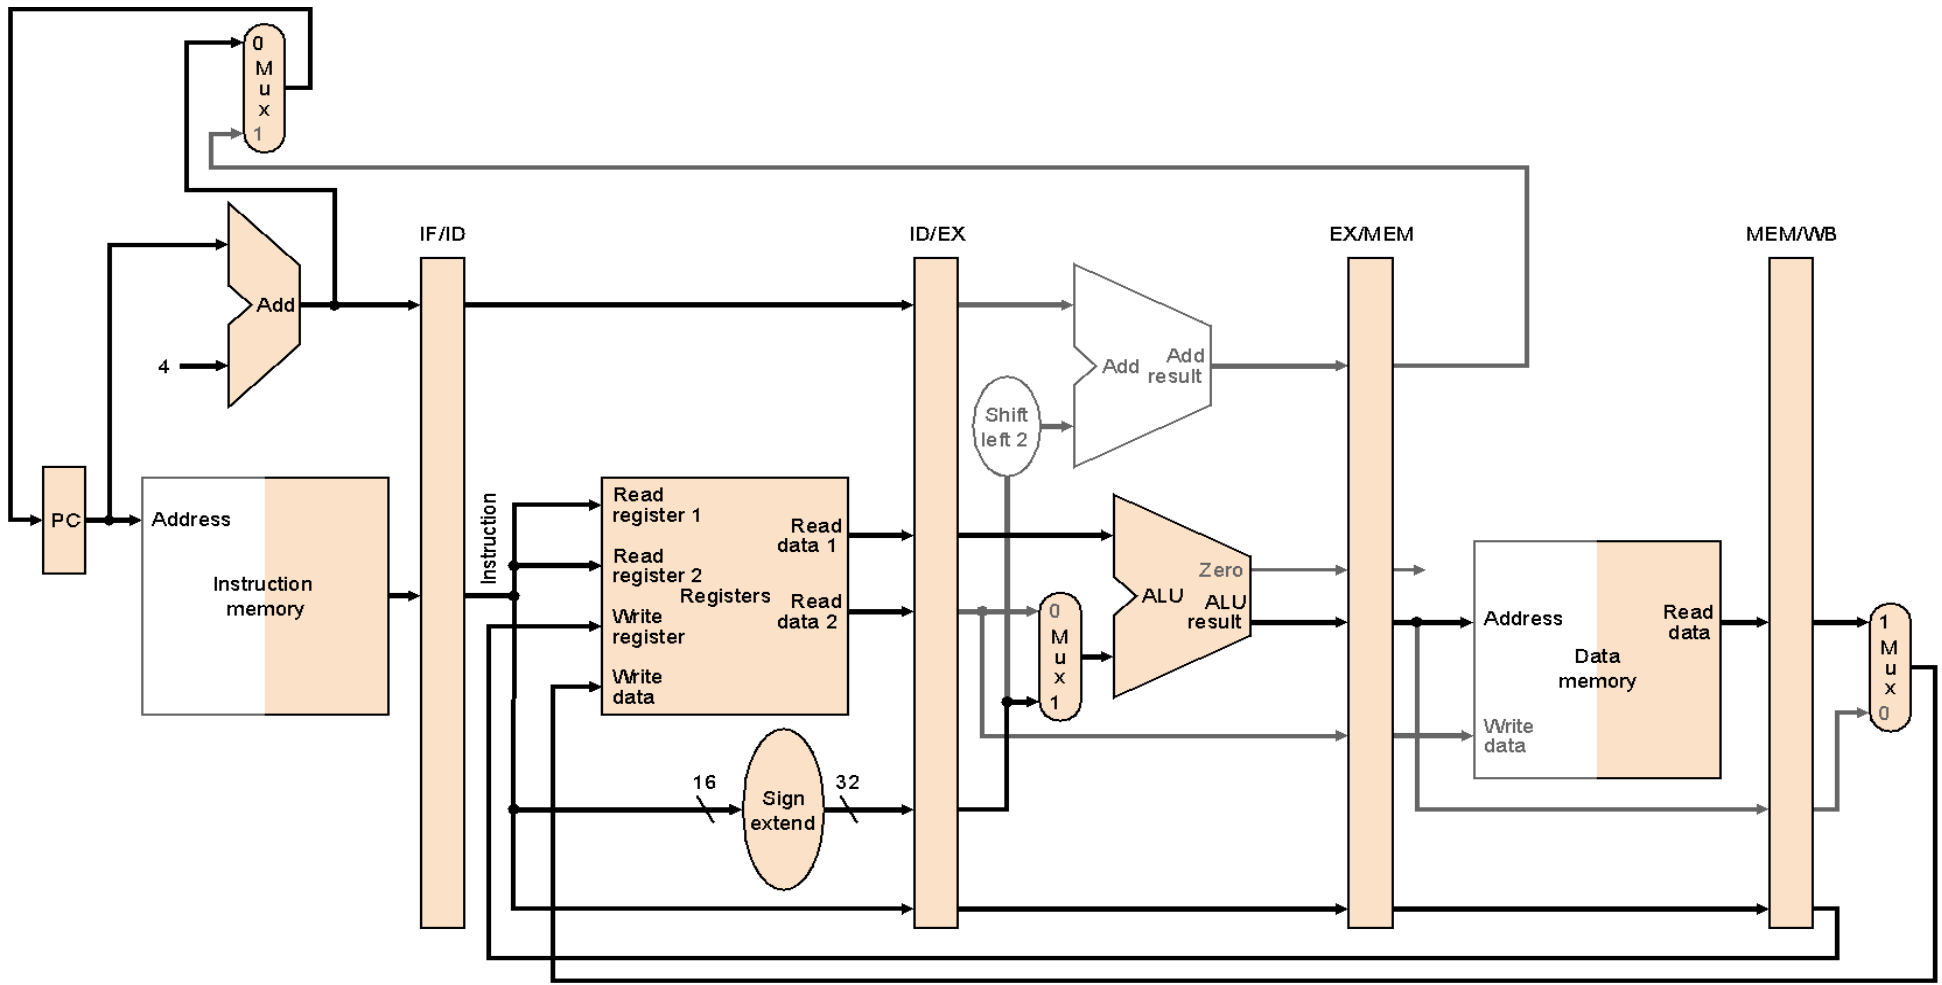 0
M
u
x
1
IF/ID
ID/EX
EX/MEM
MEM/WB
Add
4
Add
Add
result
Shift
left 2
PC
Address
Instruction
memory
Instruction
Read
register 1
Read
register 2
Registers
Write
register
Write
data
Read
data 1
Read
data 2
0
M
u
x
1
Zero
ALU
ALU
result
Address
Data
memory
Read
data
Write
data
1
M
u
x
0
16
Sign
extend
32